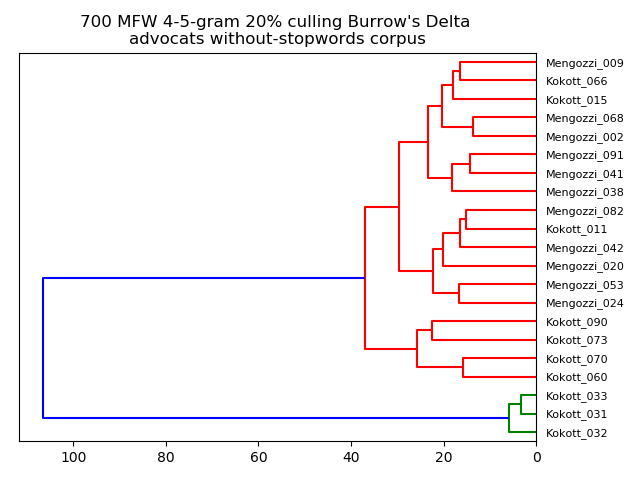 700 MFW 4-5-gram 20% culling Burrow's Delta
advocats without-stopwords corpus
Mengozzi_009
Kokott_066
Kokott_015
Mengozzi_068
Mengozzi_002
Mengozzi_091
Mengozzi_041
Mengozzi_038
Mengozzi_082
Kokott_011
Mengozzi_042
Mengozzi_020
Mengozzi_053
Mengozzi_024
Kokott_090
Kokott_073
Kokott_070
Kokott_060
Kokott_033
Kokott_031
Kokott_032
100 80 60 40 20 0